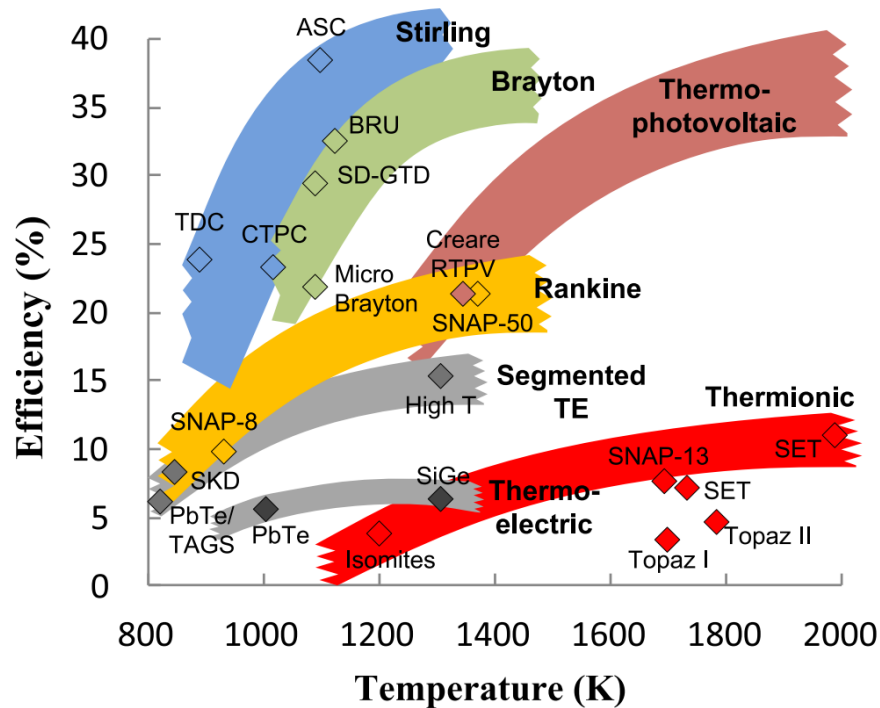 Efficiency (%)
40
35
30
25
20
15
10
5
0
ASC
Stirling
Brayton
Thermo-
photovoltaic
BRU
SD-GTD
TDC
CTPC
Micro
Brayton
Creare
RTPV
Rankine
SNAP-50
Segmented
TE
High T
Thermionic
SNAP-8
SKD
PbTe/
TAGS
PbTe
SiGe
Thermo-
electric
Isomites
SNAP-13
SET
SET
Topaz II
Topaz I
800
1000
1200
1400
1600
1800
2000
Temperature (K)